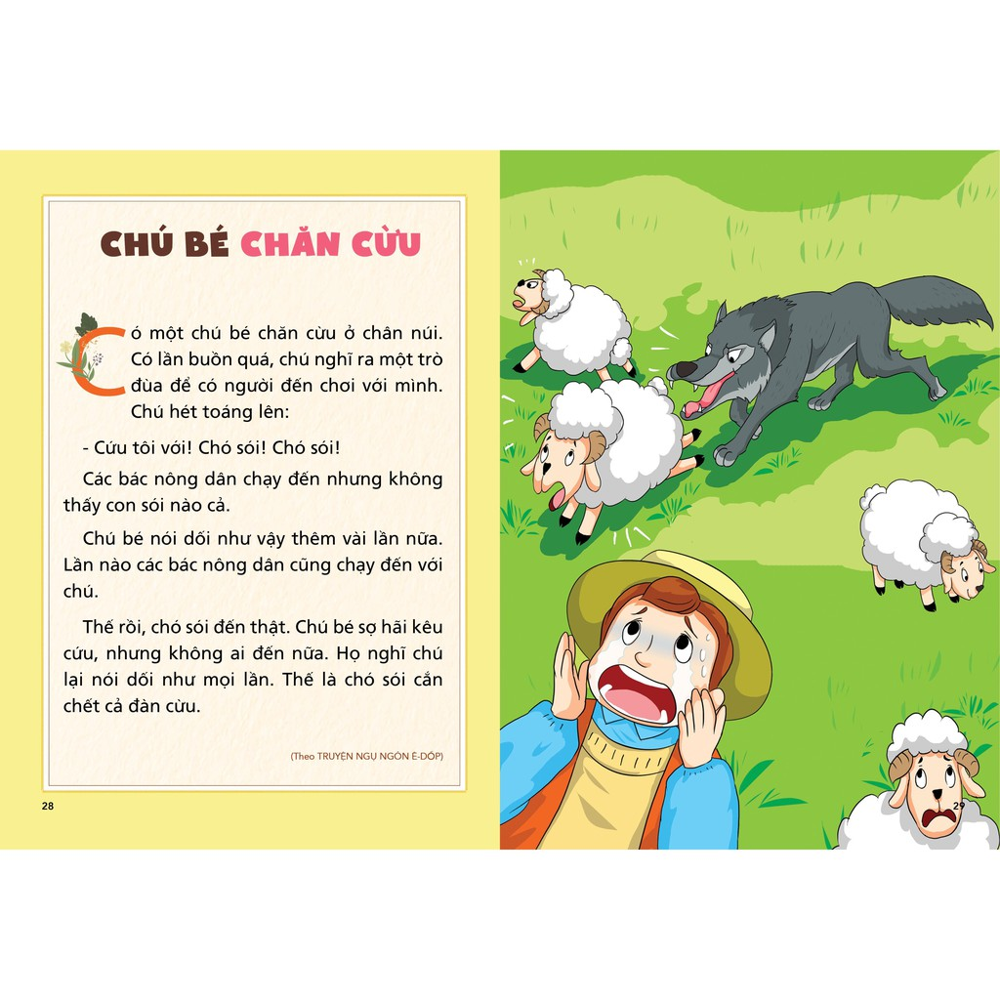 CHÚ BÉ CHĂN CỪU
Có một chú bé chăn cừu ở chân núi.
Có lần buồn quá, chú nghĩ ra một trò
đùa để có người đến chơi với mình.
Chú hét toáng lên:
- Cứu tôi với! Chó sói! Chó sói!
Các bác nông dân chạy đến nhưng không
thấy con sói nào cả.
Chú bé nói dối như vậy thêm vài lần nữa.
Lần nào các bác nông dân cũng chạy đến với
chú.
Thế rồi, chó sói đến thật. Chú bé sợ hãi kêu
cứu, nhưng không ai đến nữa. Họ nghĩ chú
lại nói dối như mọi lần. Thế là chó sói cắn
chết cả đàn cừu.
(Theo TRUYỆN NGỤ NGÔN Ê-DỐP)
28
29